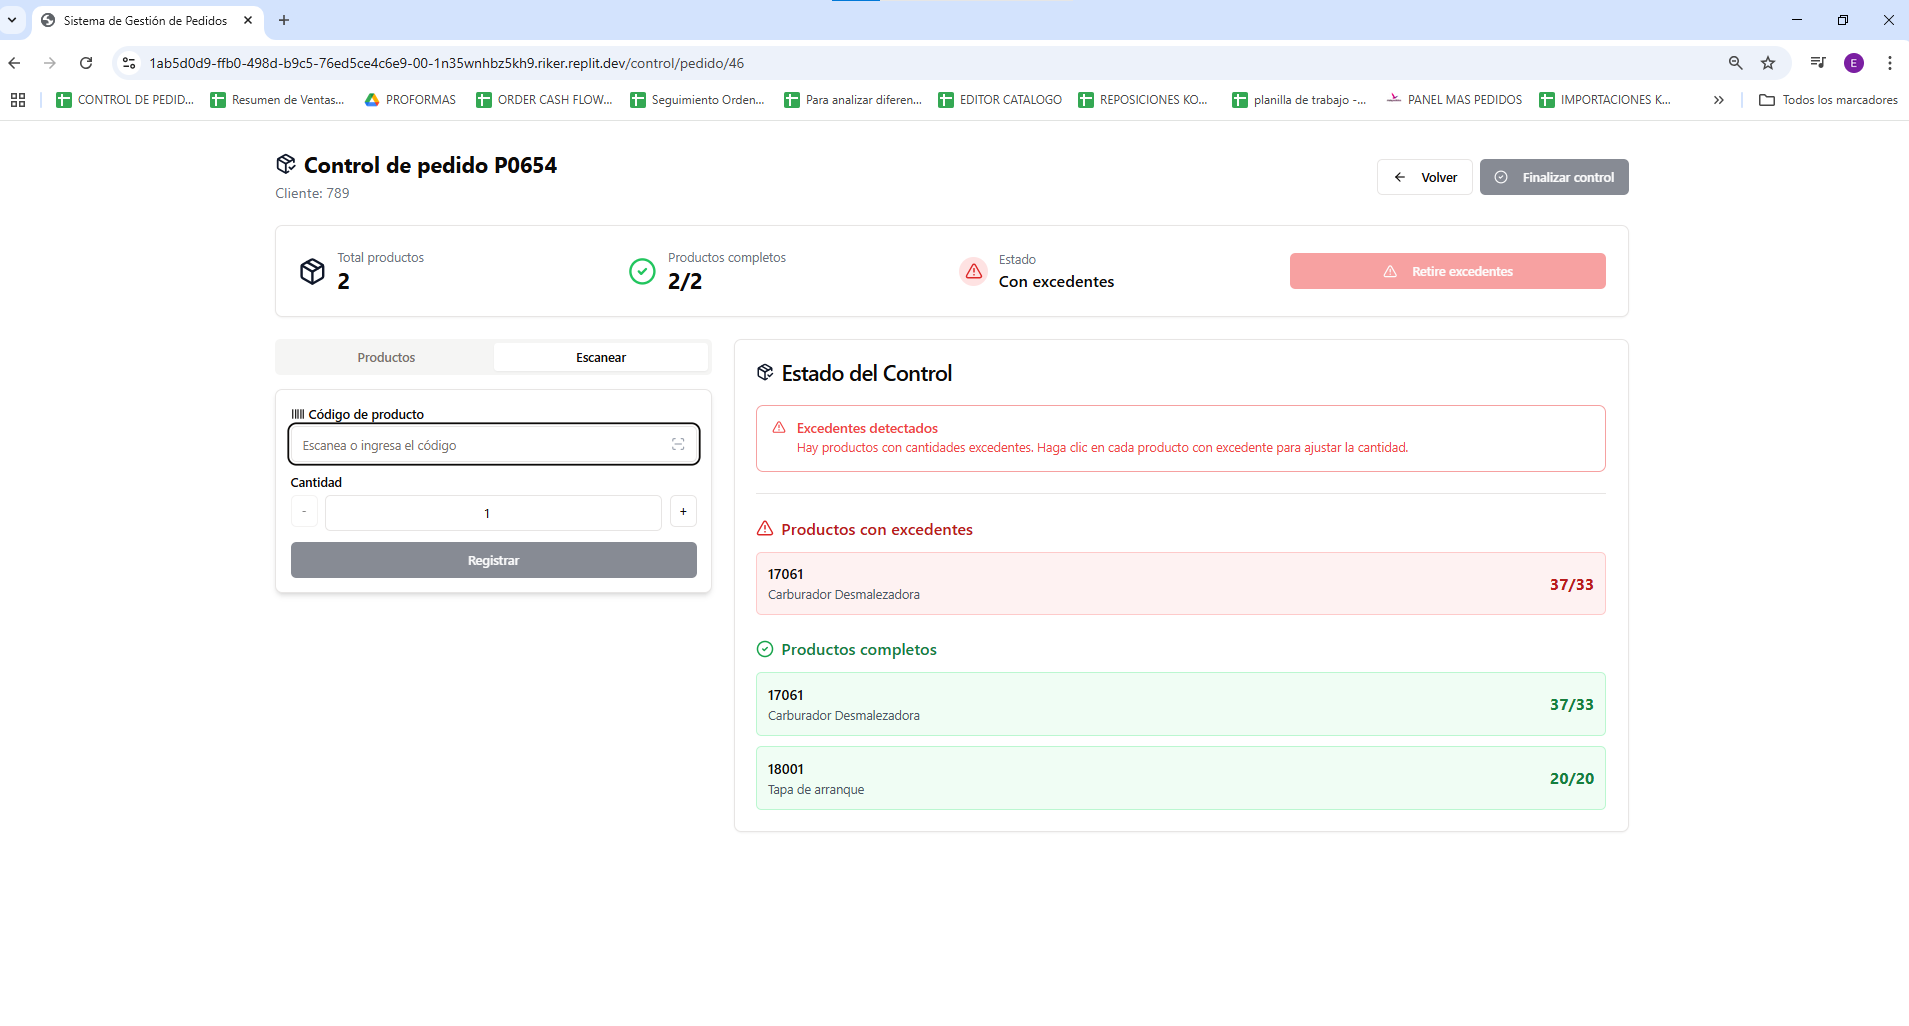 Sistema de Gestión de Pedidos
1ab5d0d9-ffb0-498d-b9c5-76ed5ce4c6e9-00-1n35wnhbz5kh9.riker.replit.dev/control/pedido/46
E
CONTROL DE PEDID...
Resumen de Ventas...
PROFORMAS
ORDER CASH FLOW...
Seguimiento Orden...
Para analizar diferen...
EDITOR CATALOGO
REPOSICIONES KO...
planilla de trabajo -...
PANEL MAS PEDIDOS
IMPORTACIONES K...
Todos los marcadores
Control de pedido P0654
Cliente: 789
Volver
Finalizar control
Total productos
2
Productos completos
2/2
Estado
Con excedentes
Retire excedentes
Productos
Escanear
Código de producto
Escanea o ingresa el código
Cantidad
-
1
+
Registrar
Estado del Control
Excedentes detectados
Hay productos con cantidades excedentes. Haga clic en cada producto con excedente para ajustar la cantidad.
Productos con excedentes
17061
Carburador Desmalezadora
37/33
Productos completos
17061
Carburador Desmalezadora
37/33
18001
Tapa de arranque
20/20